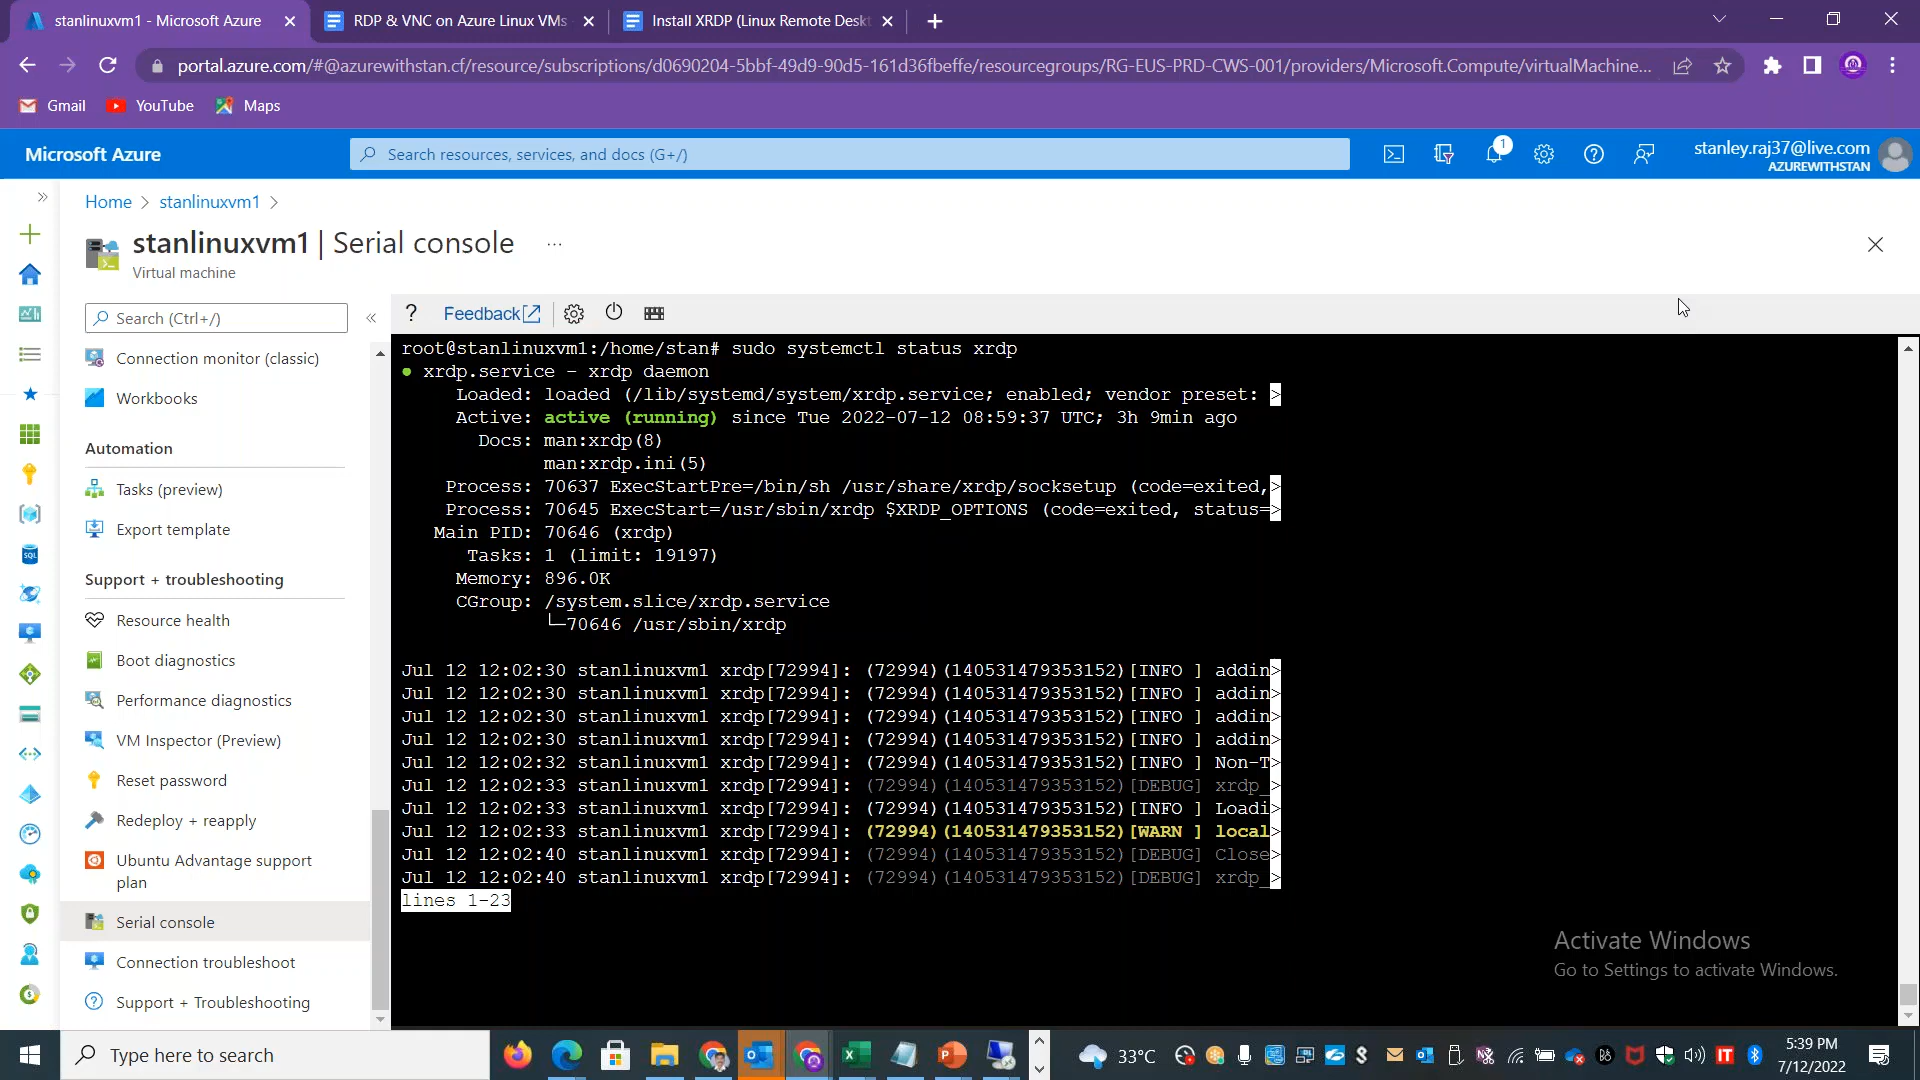 stanlinuxvm1 - Microsoft Azure
RDP & VNC on Azure Linux VMs
Install XRDP (Linux Remote Deskt
portal.azure.com/#@azurewithstan.cf/resource/subscriptions/d0690204-5bbf-49d9-90d5-161d36fbeffe/resourcegroups/RG-EUS-PRD-CWS-001/providers/Microsoft.Compute/virtualMachine...
Gmail
YouTube
Maps
Microsoft Azure
Search resources, services, and docs (G+/)
1
stanley.raj37@live.com
AZUREWITHSTAN
Home > stanlinuxvm1 >
stanlinuxvm1 | Serial console ...
Virtual machine
Search (Ctrl+/)
«
? Feedback
Connection monitor (classic)
Workbooks
Automation
Tasks (preview)
Export template
Support + troubleshooting
Resource health
Boot diagnostics
Performance diagnostics
VM Inspector (Preview)
Reset password
Redeploy + reapply
Ubuntu Advantage support
plan
Serial console
Connection troubleshoot
Support + Troubleshooting
root@stanlinuxvm1:/home/stan# sudo systemctl status xrdp
● xrdp.service - xrdp daemon
Loaded: loaded (/lib/systemd/system/xrdp.service; enabled; vendor preset: >
Active: active (running) since Tue 2022-07-12 08:59:37 UTC; 3h 9min ago
Docs: man:xrdp(8)
man:xrdp.ini(5)
Process: 70637 ExecStartPre=/bin/sh /usr/share/xrdp/socksetup (code=exited,>
Process: 70645 ExecStart=/usr/sbin/xrdp $XRDP_OPTIONS (code=exited, status=>
Main PID: 70646 (xrdp)
Tasks: 1 (limit: 19197)
Memory: 896.0K
CGroup: /system.slice/xrdp.service
└─70646 /usr/sbin/xrdp
Jul 12 12:02:30 stanlinuxvm1 xrdp[72994]: (72994)(140531479353152)[INFO ] addin>
Jul 12 12:02:30 stanlinuxvm1 xrdp[72994]: (72994)(140531479353152)[INFO ] addin>
Jul 12 12:02:30 stanlinuxvm1 xrdp[72994]: (72994)(140531479353152)[INFO ] addin>
Jul 12 12:02:30 stanlinuxvm1 xrdp[72994]: (72994)(140531479353152)[INFO ] addin>
Jul 12 12:02:32 stanlinuxvm1 xrdp[72994]: (72994)(140531479353152)[INFO ] Non-T>
Jul 12 12:02:33 stanlinuxvm1 xrdp[72994]: (72994)(140531479353152)[DEBUG] xrdp_>
Jul 12 12:02:33 stanlinuxvm1 xrdp[72994]: (72994)(140531479353152)[INFO ] Loadi>
Jul 12 12:02:33 stanlinuxvm1 xrdp[72994]: (72994)(140531479353152)[WARN ] local>
Jul 12 12:02:40 stanlinuxvm1 xrdp[72994]: (72994)(140531479353152)[DEBUG] Close>
Jul 12 12:02:40 stanlinuxvm1 xrdp[72994]: (72994)(140531479353152)[DEBUG] xrdp_>
lines 1-23
Activate Windows
Go to Settings to activate Windows.
Type here to search
33°C
5:39 PM
7/12/2022